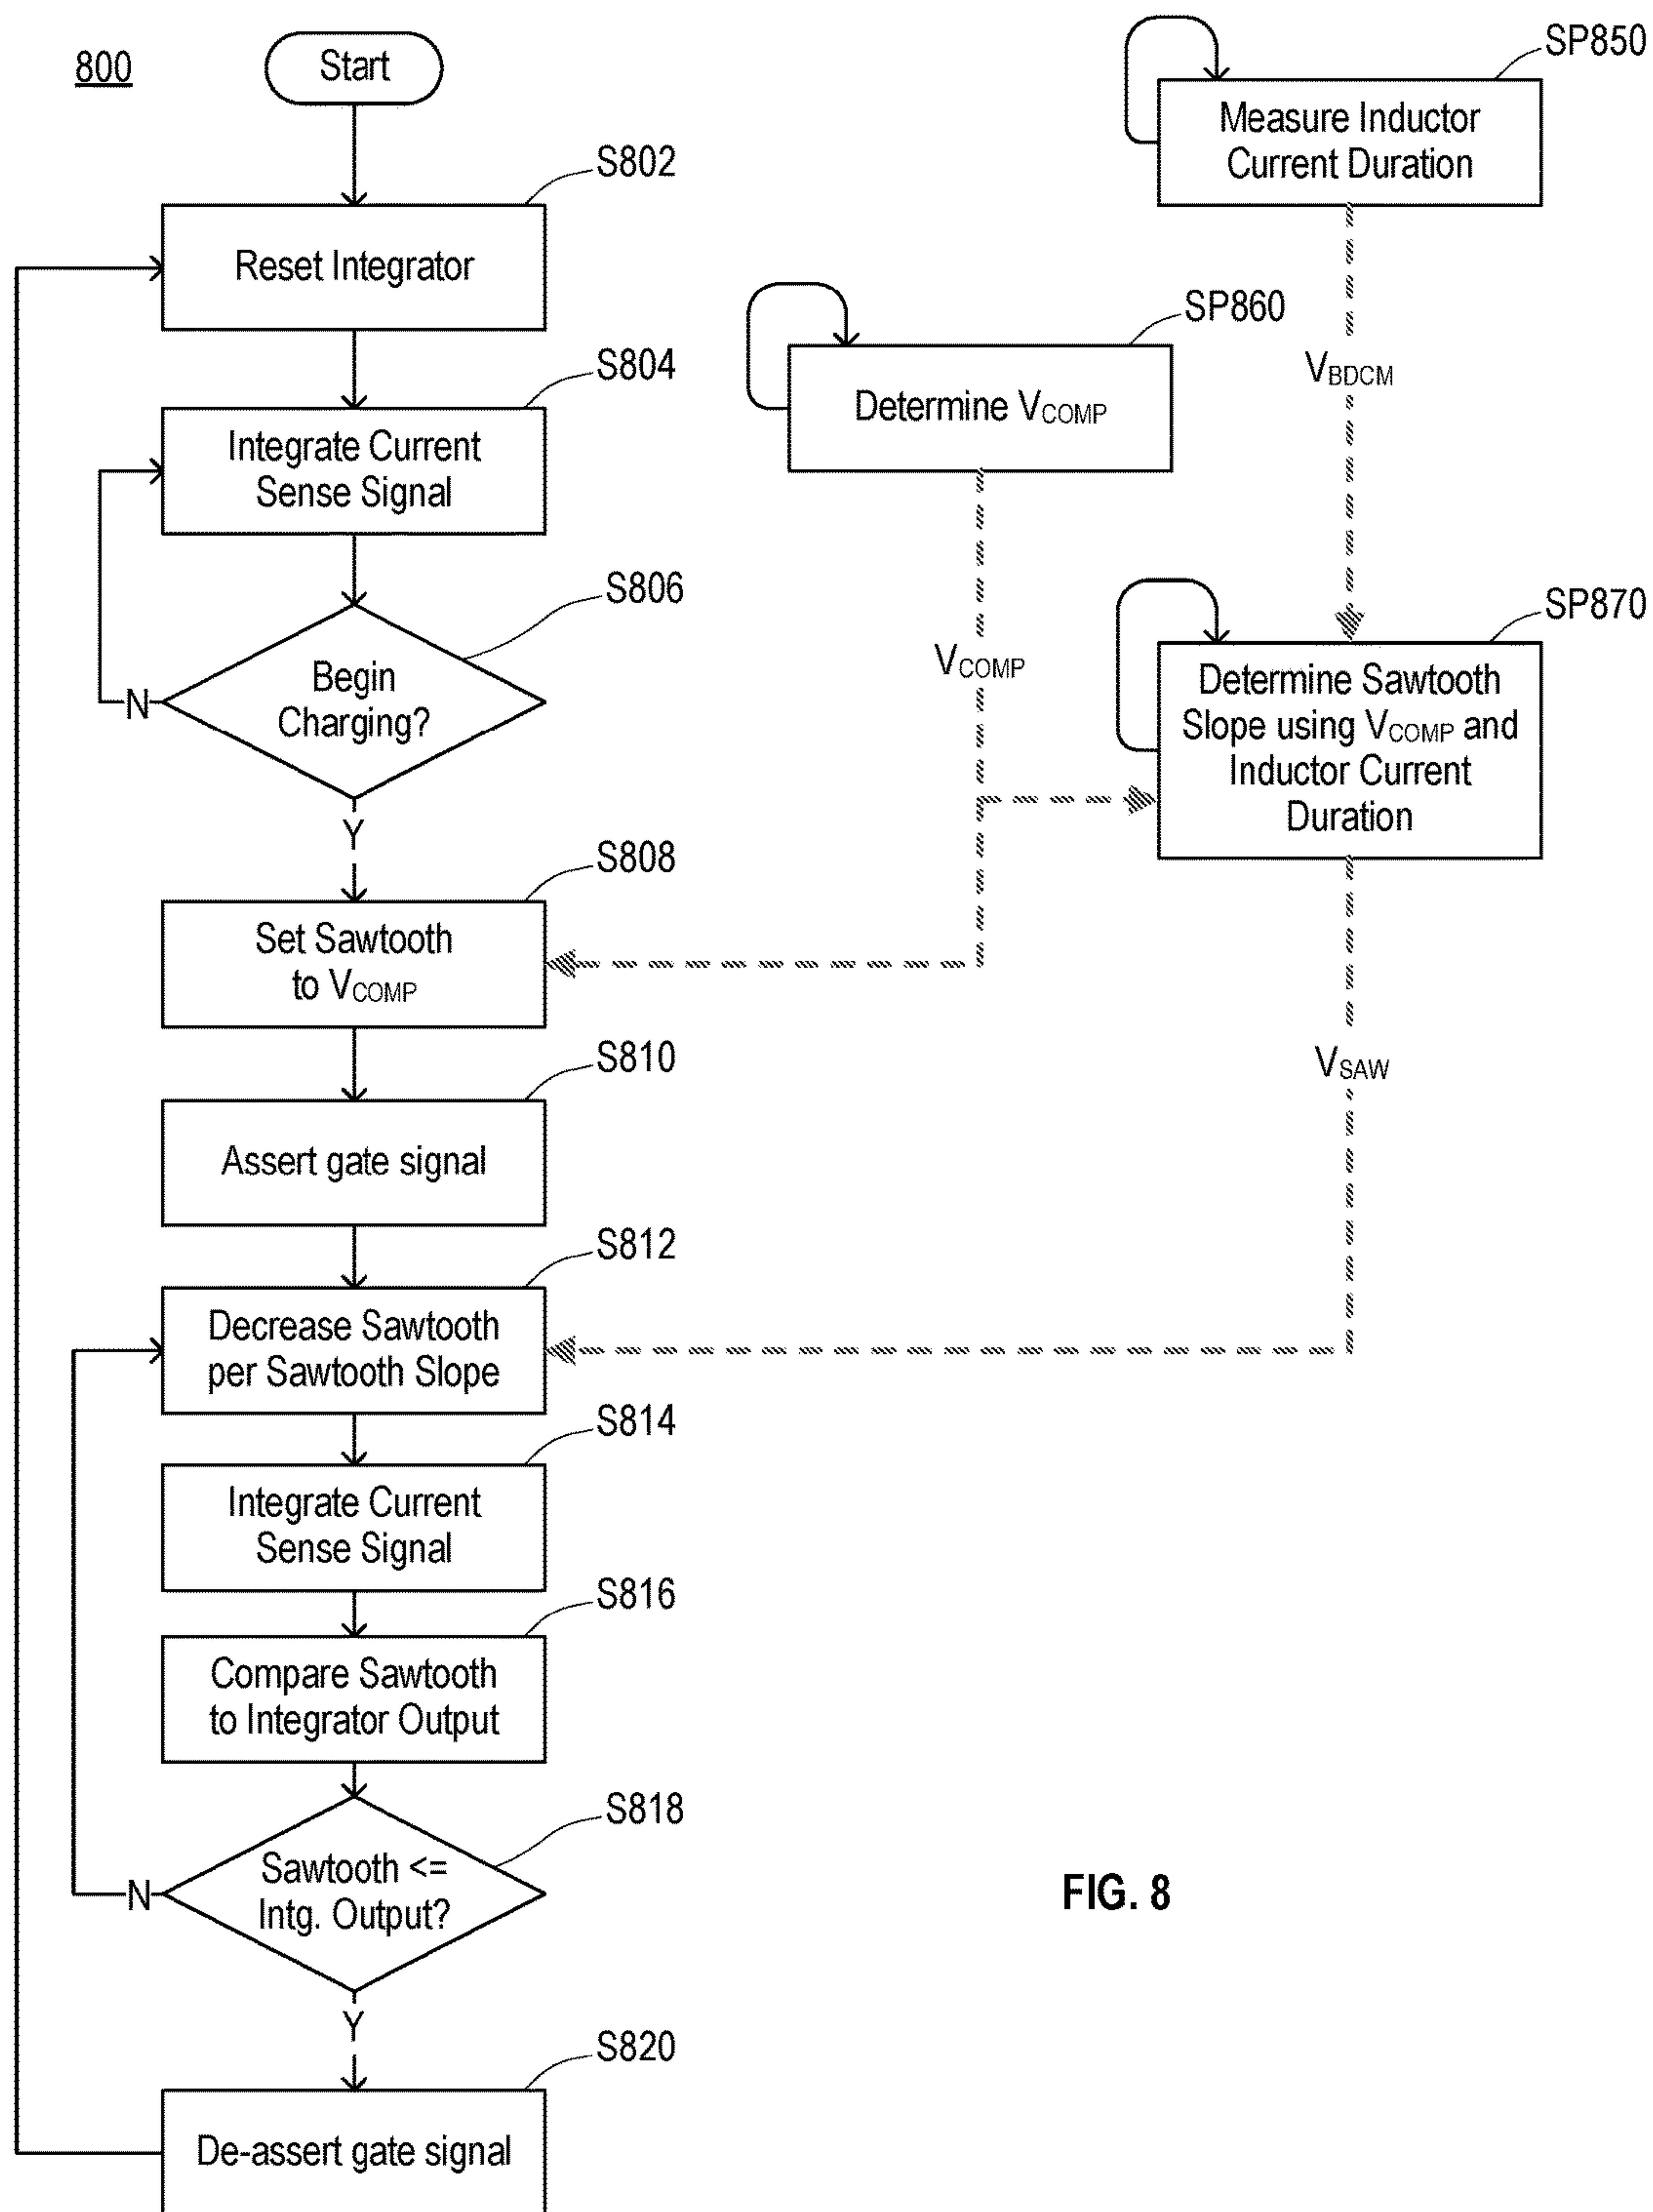 800
Start
S802
Reset Integrator
S804
Integrate Current
Sense Signal
S806
Begin
Charging?
N
Y
S808
Set Sawtooth
to VCOMP
S810
Assert gate signal
S812
Decrease Sawtooth
per Sawtooth Slope
S814
Integrate Current
Sense Signal
S816
Compare Sawtooth
to Integrator Output
S818
Sawtooth <=
Intg. Output?
N
Y
S820
De-assert gate signal
SP850
Measure Inductor
Current Duration
VBDCM
SP860
Determine VCOMP
VCOMP
SP870
Determine Sawtooth
Slope using VCOMP and
Inductor Current
Duration
VSAW
FIG. 8